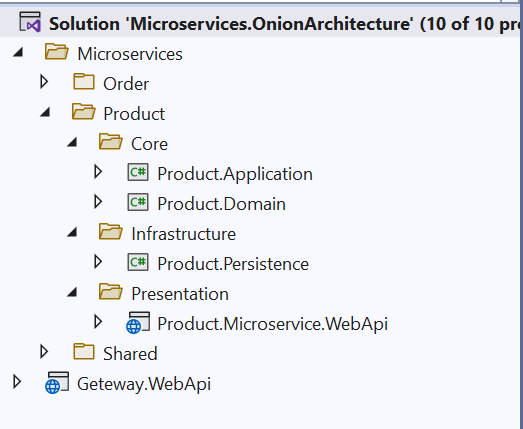 Solution 'Microservices.OnionArchitecture' (10 of 10 pro
Microservices
Order
Product
Core
C# Product.Application
C# Product.Domain
Infrastructure
C# Product.Persistence
Presentation
Product.Microservice.WebApi
Shared
Geteway.WebApi